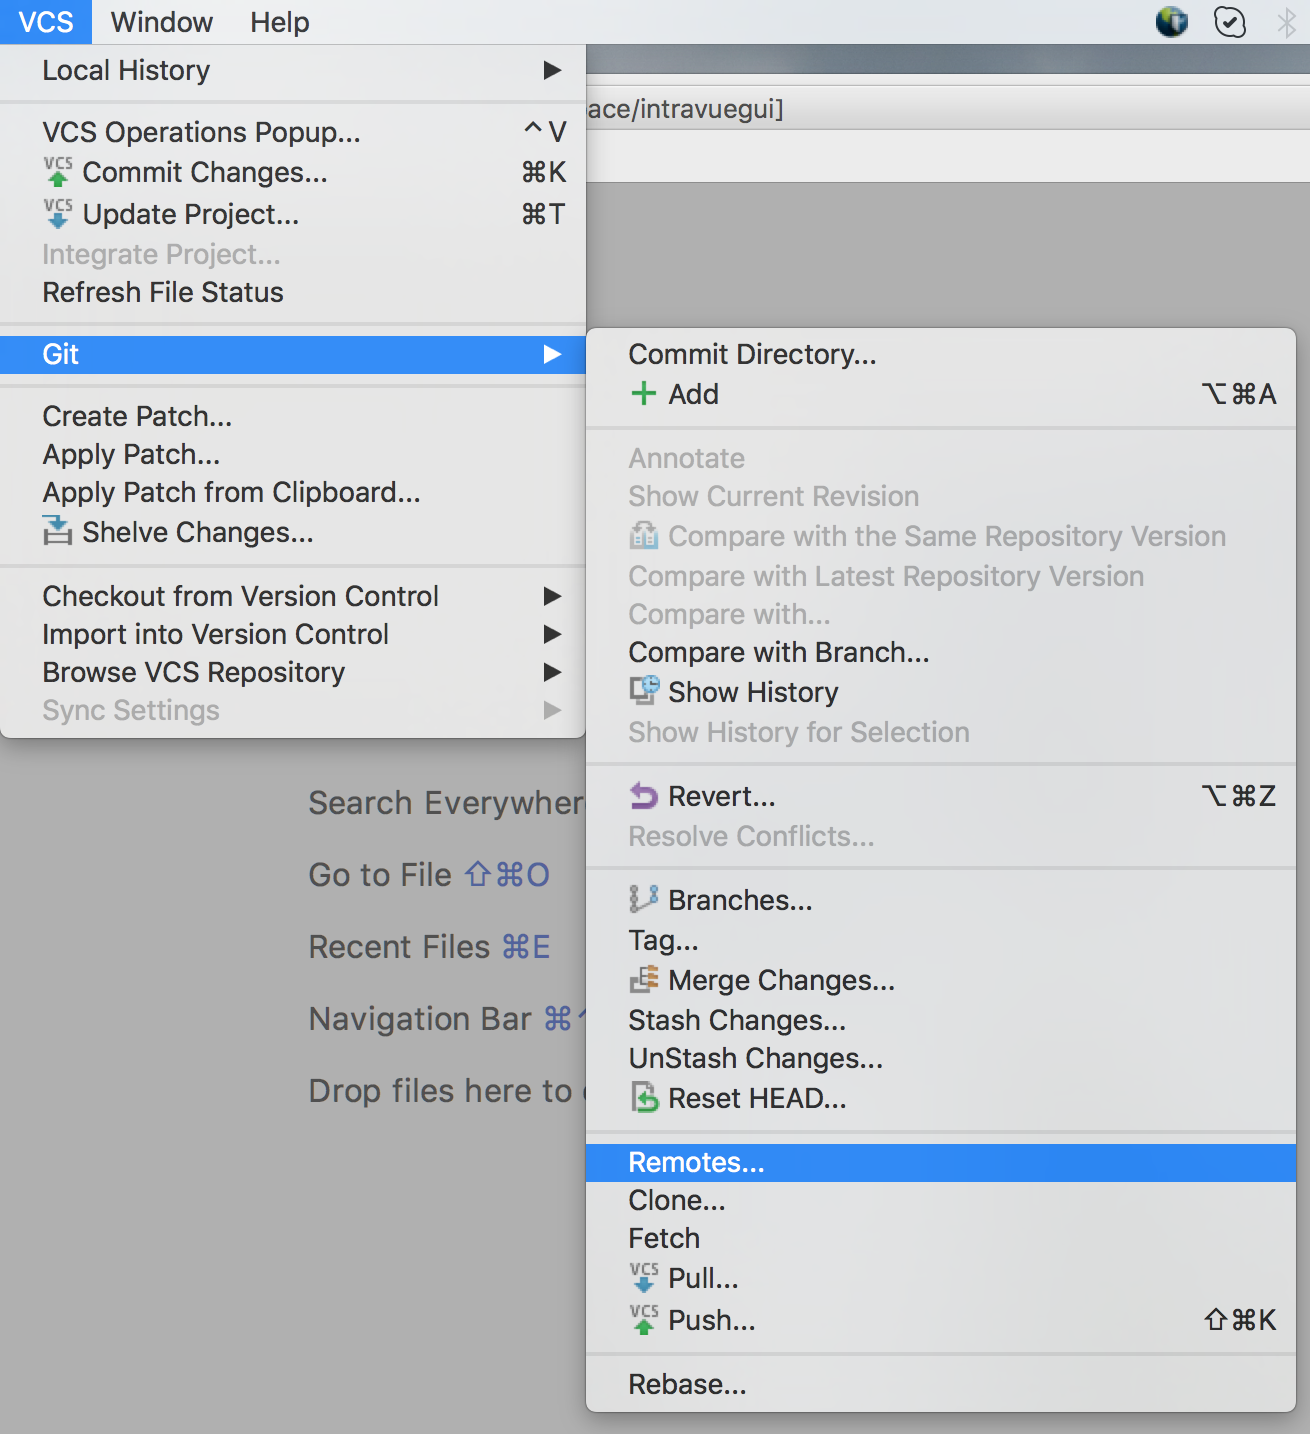 VCS Window Help
Local History
ace/intravuegui]
VCS Operations Popup... ^V
VCS Commit Changes... ⌘K
VCS Update Project... ⌘T
Integrate Project...
Refresh File Status
Git
Create Patch...
Apply Patch...
Apply Patch from Clipboard...
Shelve Changes...
Checkout from Version Control
Import into Version Control
Browse VCS Repository
Sync Settings
Commit Directory...
Add ⌥⌘A
Annotate
Show Current Revision
Compare with the Same Repository Version
Compare with Latest Repository Version
Compare with...
Compare with Branch...
Show History
Show History for Selection
Revert... ⌥⌘Z
Resolve Conflicts...
Branches...
Tag...
Merge Changes...
Stash Changes...
UnStash Changes...
Reset HEAD...
Remotes...
Clone...
Fetch
VCS Pull...
VCS Push... ⇧⌘K
Rebase...
Search Everywher
Go to File ⇧⌘O
Recent Files ⌘E
Navigation Bar ⌘
Drop files here to